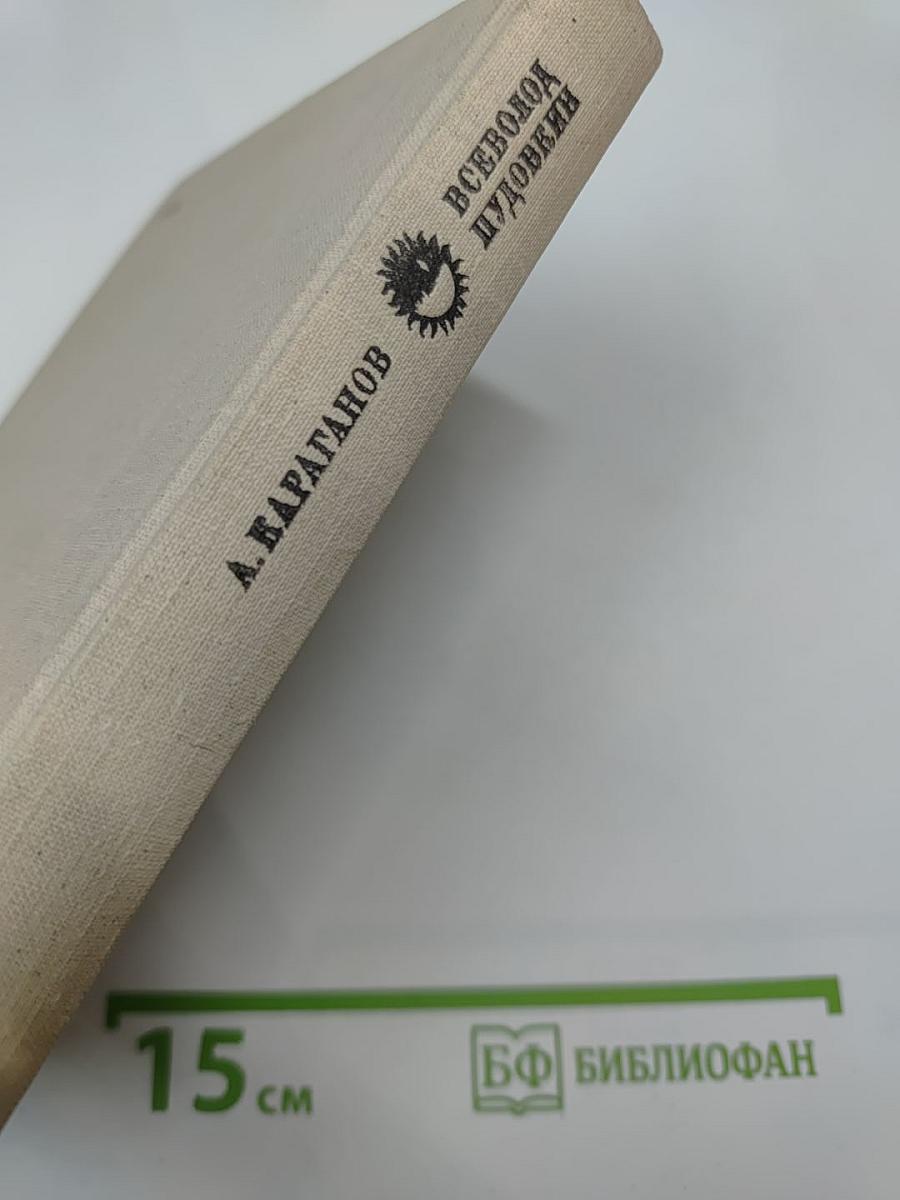 А. КАРАГАНОВ
ВСЕВОЛОД
ПУДОВКИН
15 см
БФ БИБЛИОФАН